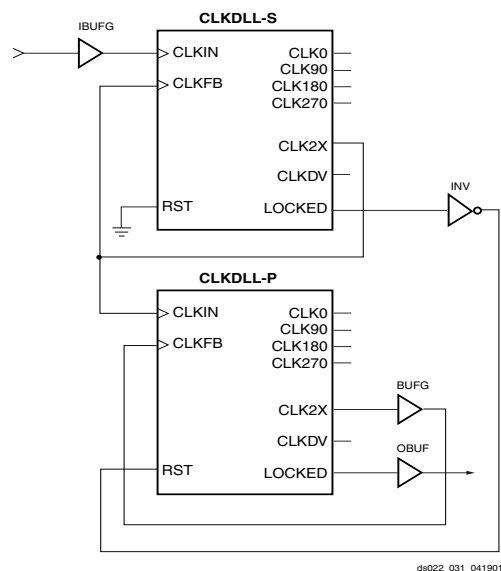 CLKDLL-S
IBUFG
CLKIN
CLKFB
RST
CLK0
CLK90
CLK180
CLK270
CLK2X
CLKDV
LOCKED
INV
CLKDLL-P
CLKIN
CLKFB
RST
CLK0
CLK90
CLK180
CLK270
CLK2X
CLKDV
LOCKED
BUFG
OBUF
ds022_031_041901